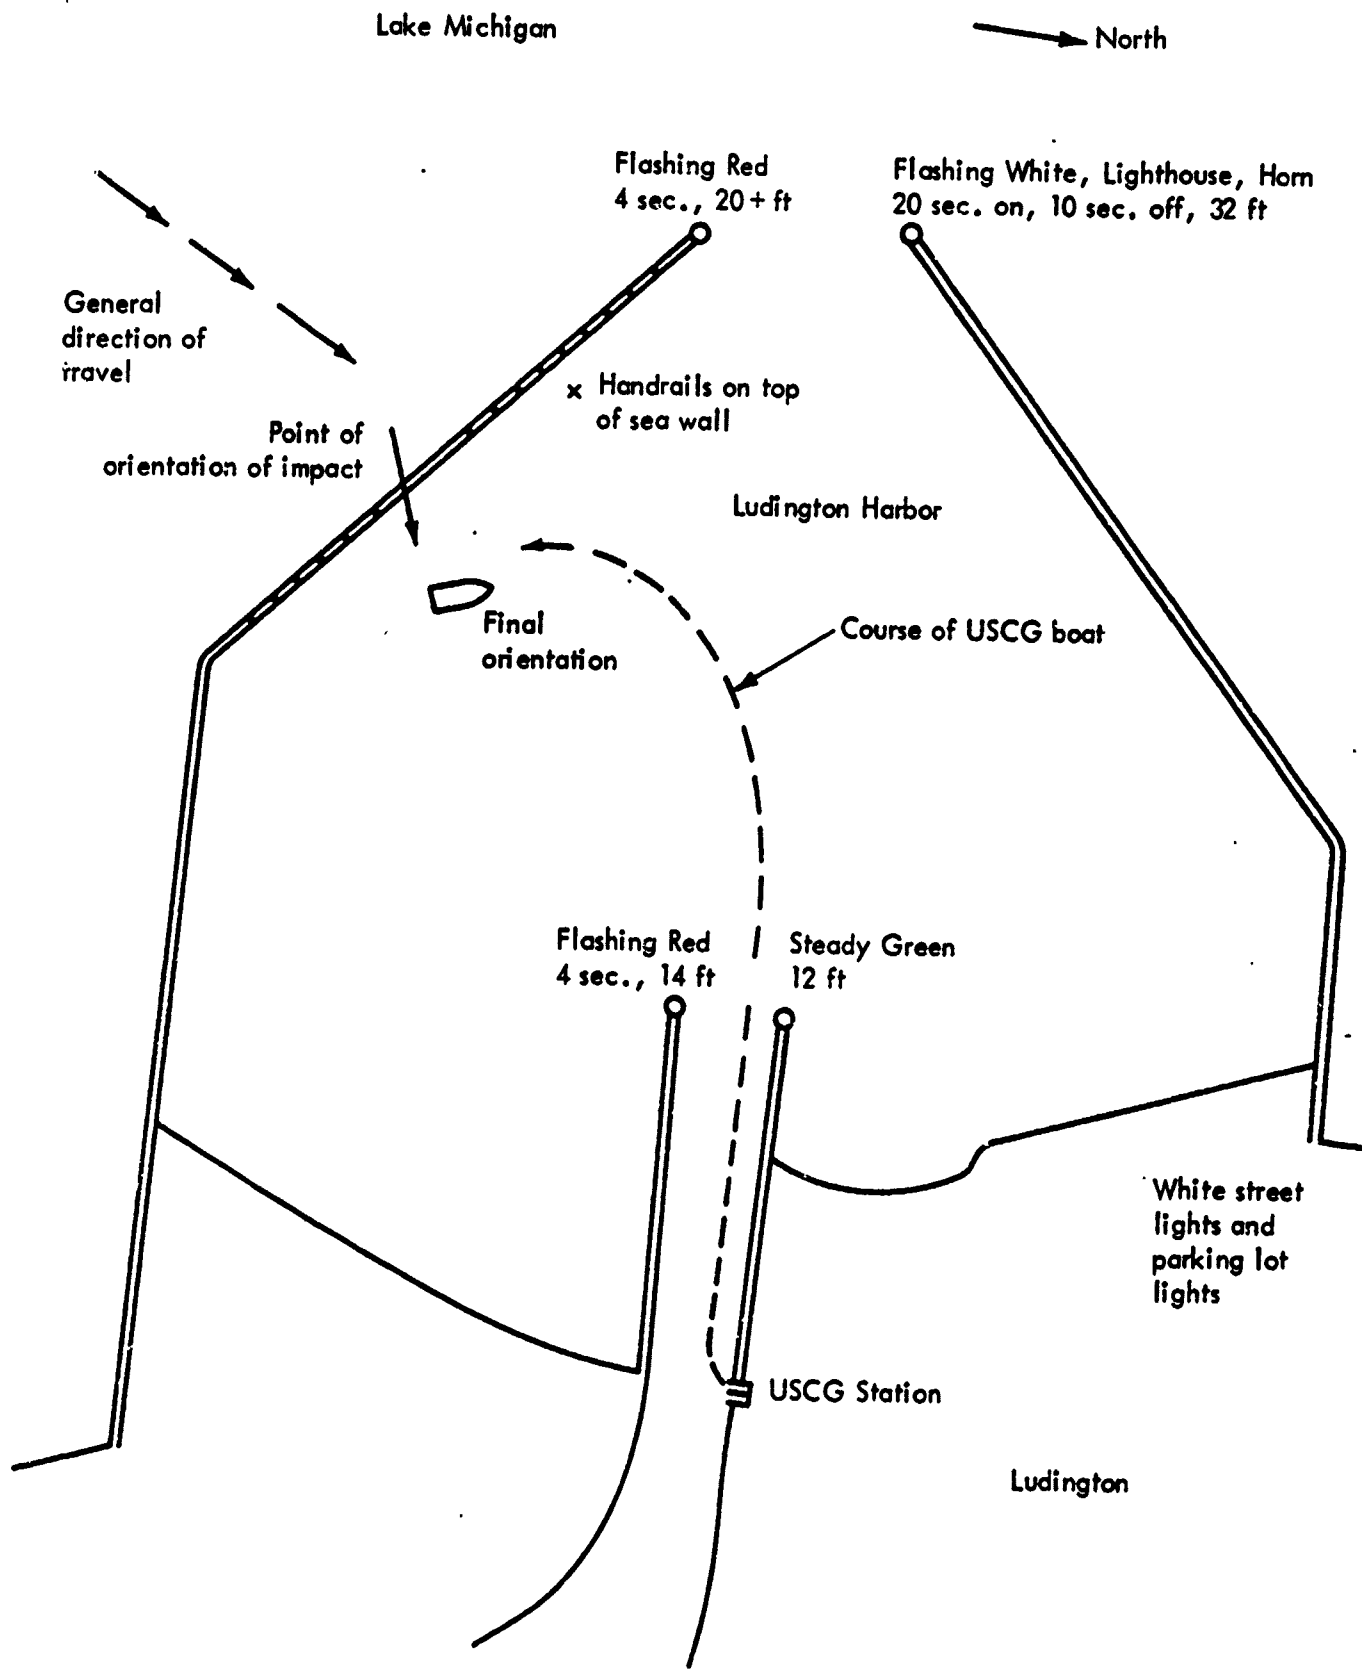 Lake Michigan
North
Flashing Red
4 sec., 20+ ft
Flashing White, Lighthouse, Horn
20 sec. on, 10 sec. off, 32 ft
General
direction of
travel
x Handrails on top
of sea wall
Point of
orientation of impact
Ludington Harbor
Final
orientation
Course of USCG boat
Flashing Red
4 sec., 14 ft
Steady Green
12 ft
White street
lights and
parking lot
lights
USCG Station
Ludington